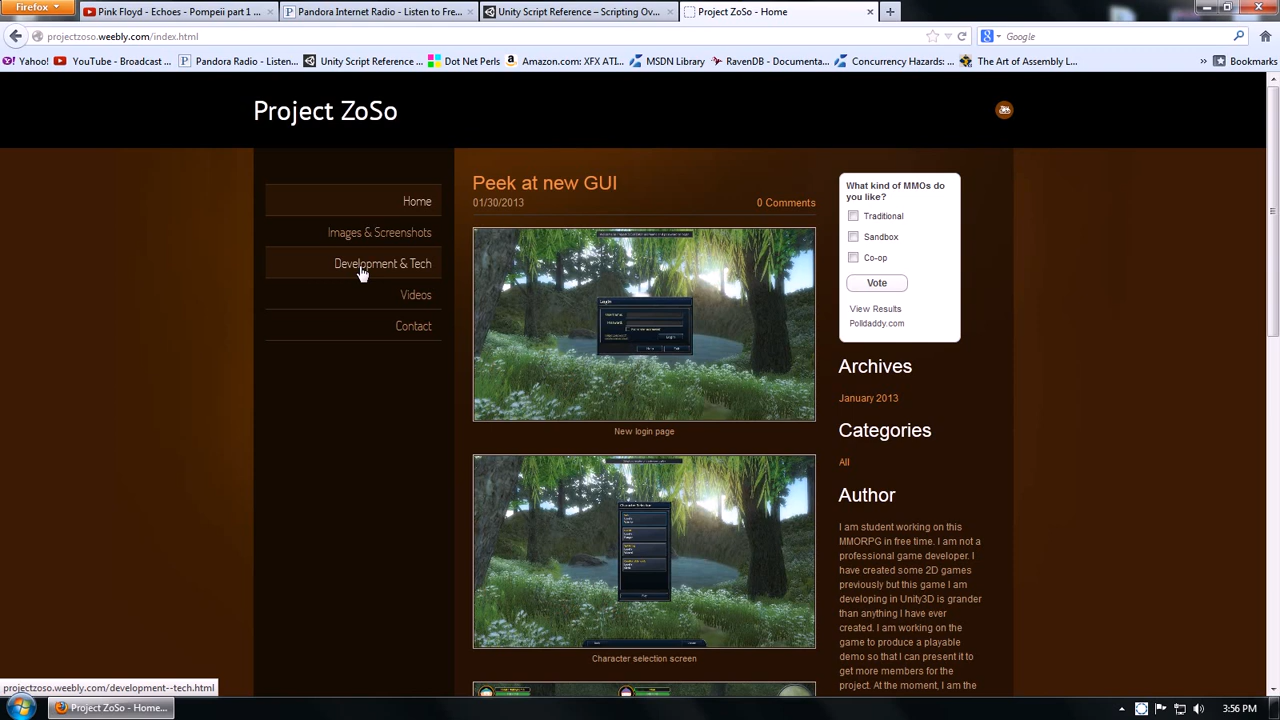 Firefox
Pink Floyd - Echoes - Pompeii part 1 ...
Pandora Internet Radio - Listen to Fre...
Unity Script Reference – Scripting Ov...
Project ZoSo - Home
projectzoso.weebly.com/index.html
Google
Yahoo!
YouTube - Broadcast ...
Pandora Radio - Listen...
Unity Script Reference ...
Dot Net Perls
Amazon.com: XFX ATI...
MSDN Library
RavenDB - Documenta...
Concurrency Hazards: ...
The Art of Assembly L...
Bookmarks
Project ZoSo
Home
Images & Screenshots
Development & Tech
Videos
Contact
Peek at new GUI
01/30/2013
0 Comments
Login
New login page
Character selection screen
What kind of MMOs do
you like?
Traditional
Sandbox
Co-op
Vote
View Results
Polldaddy.com
Archives
January 2013
Categories
All
Author
I am student working on this
MMORPG in free time. I am not a
professional game developer. I
have created some 2D games
previously but this game I am
developing in Unity3D is grander
than anything I have ever
created. I am working on the
game to produce a playable
demo so that I can present it to
get more members for the
project. At the moment, I am the
projectzoso.weebly.com/development--tech.html
Project ZoSo - Home...
3:56 PM